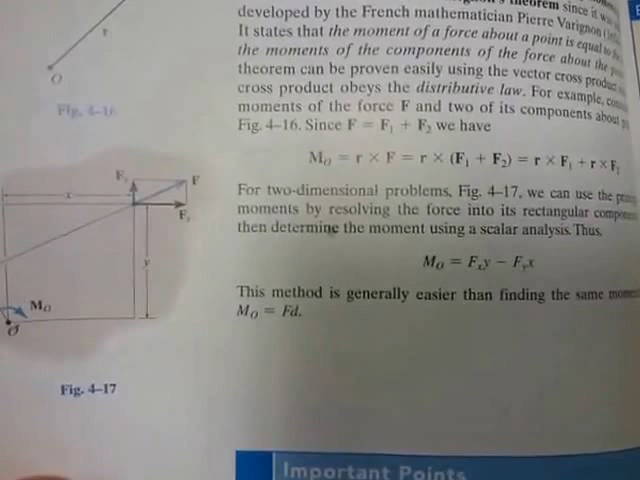 theorem since it
developed by the French mathematician Pierre Varignon
It states that the moment of a force about a point is equal to
the moments of the components of the force about the
theorem can be proven easily using the vector cross product
cross product obeys the distributive law. For example,
moments of the force F and two of its components about
Fig. 4–16. Since F = F₁ + F₂ we have
M_O = r × F = r × (F₁ + F₂) = r × F₁ + r × F₂
For two-dimensional problems, Fig. 4–17, we can use the
moments by resolving the force into its rectangular
then determine the moment using a scalar analysis. Thus,
M_O = F_x y − F_y x
This method is generally easier than finding the same
M_O = Fd.
Important Points
r
O
Fig. 4–16
F_y
F
x
F_x
y
M_O
O
Fig. 4–17